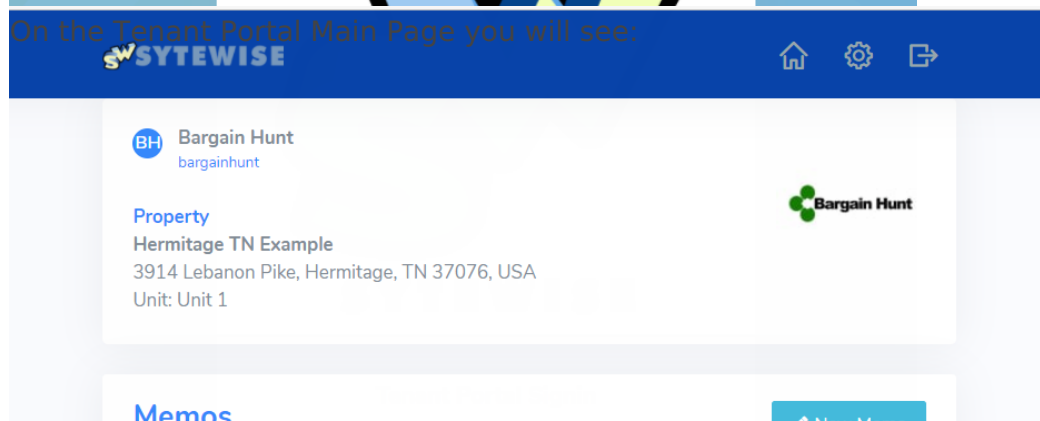 On the Tenant Portal Main Page you will see:
SW SYTEWISE
BH Bargain Hunt
bargainhunt
Bargain Hunt
Property
Hermitage TN Example
3914 Lebanon Pike, Hermitage, TN 37076, USA
Unit: Unit 1
Memos